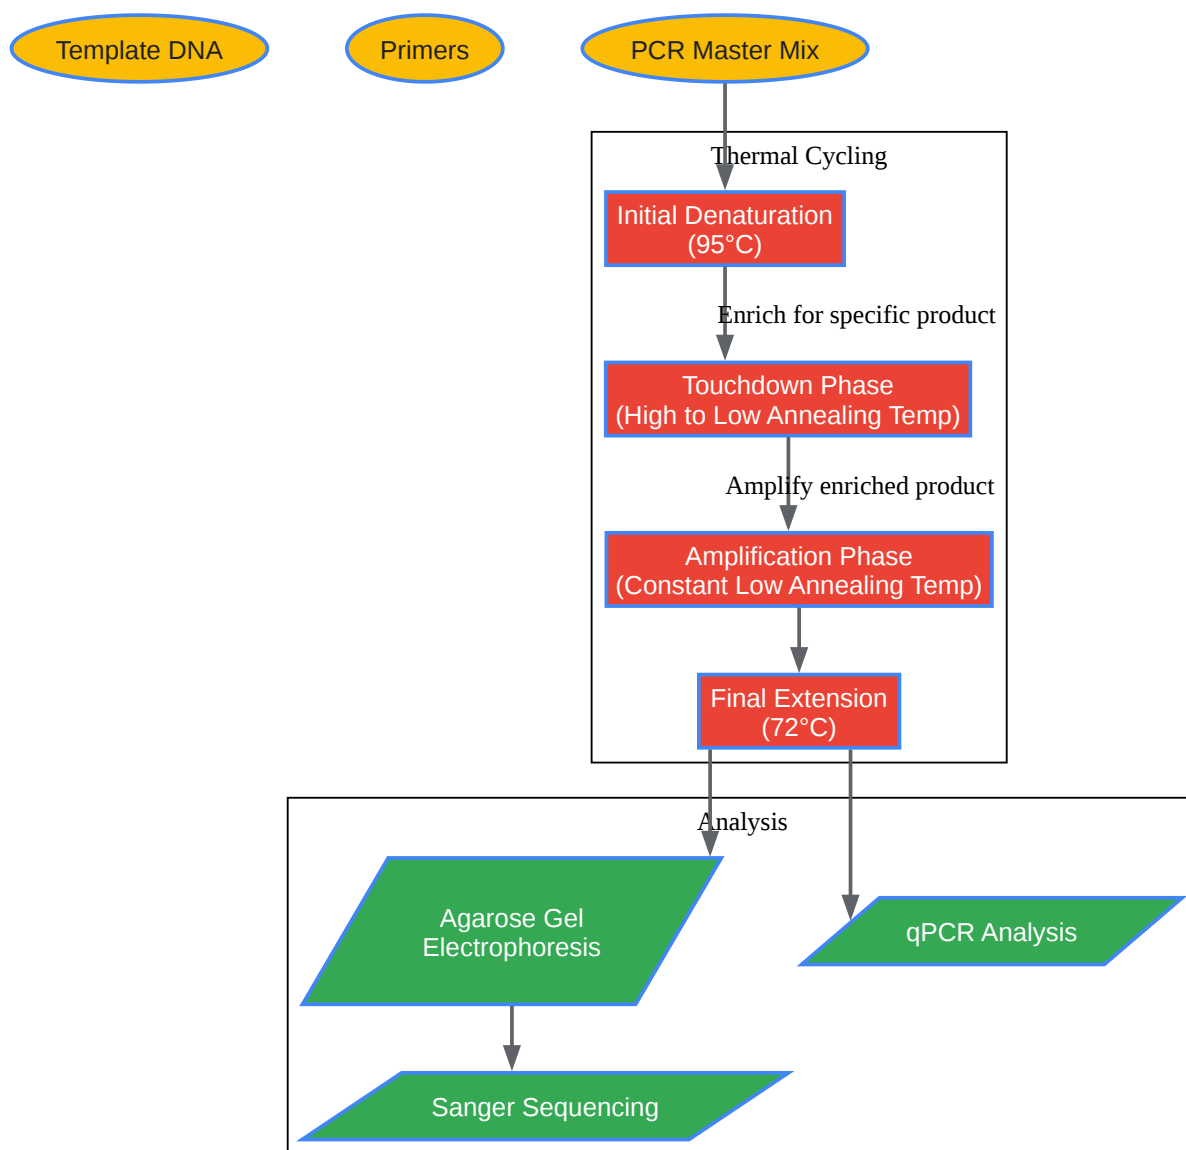 Template DNA
Primers
PCR Master Mix
Thermal Cycling
Initial Denaturation
(95°C)
Enrich for specific product
Touchdown Phase
(High to Low Annealing Temp)
Amplify enriched product
Amplification Phase
(Constant Low Annealing Temp)
Final Extension
(72°C)
Analysis
Agarose Gel
Electrophoresis
qPCR Analysis
Sanger Sequencing